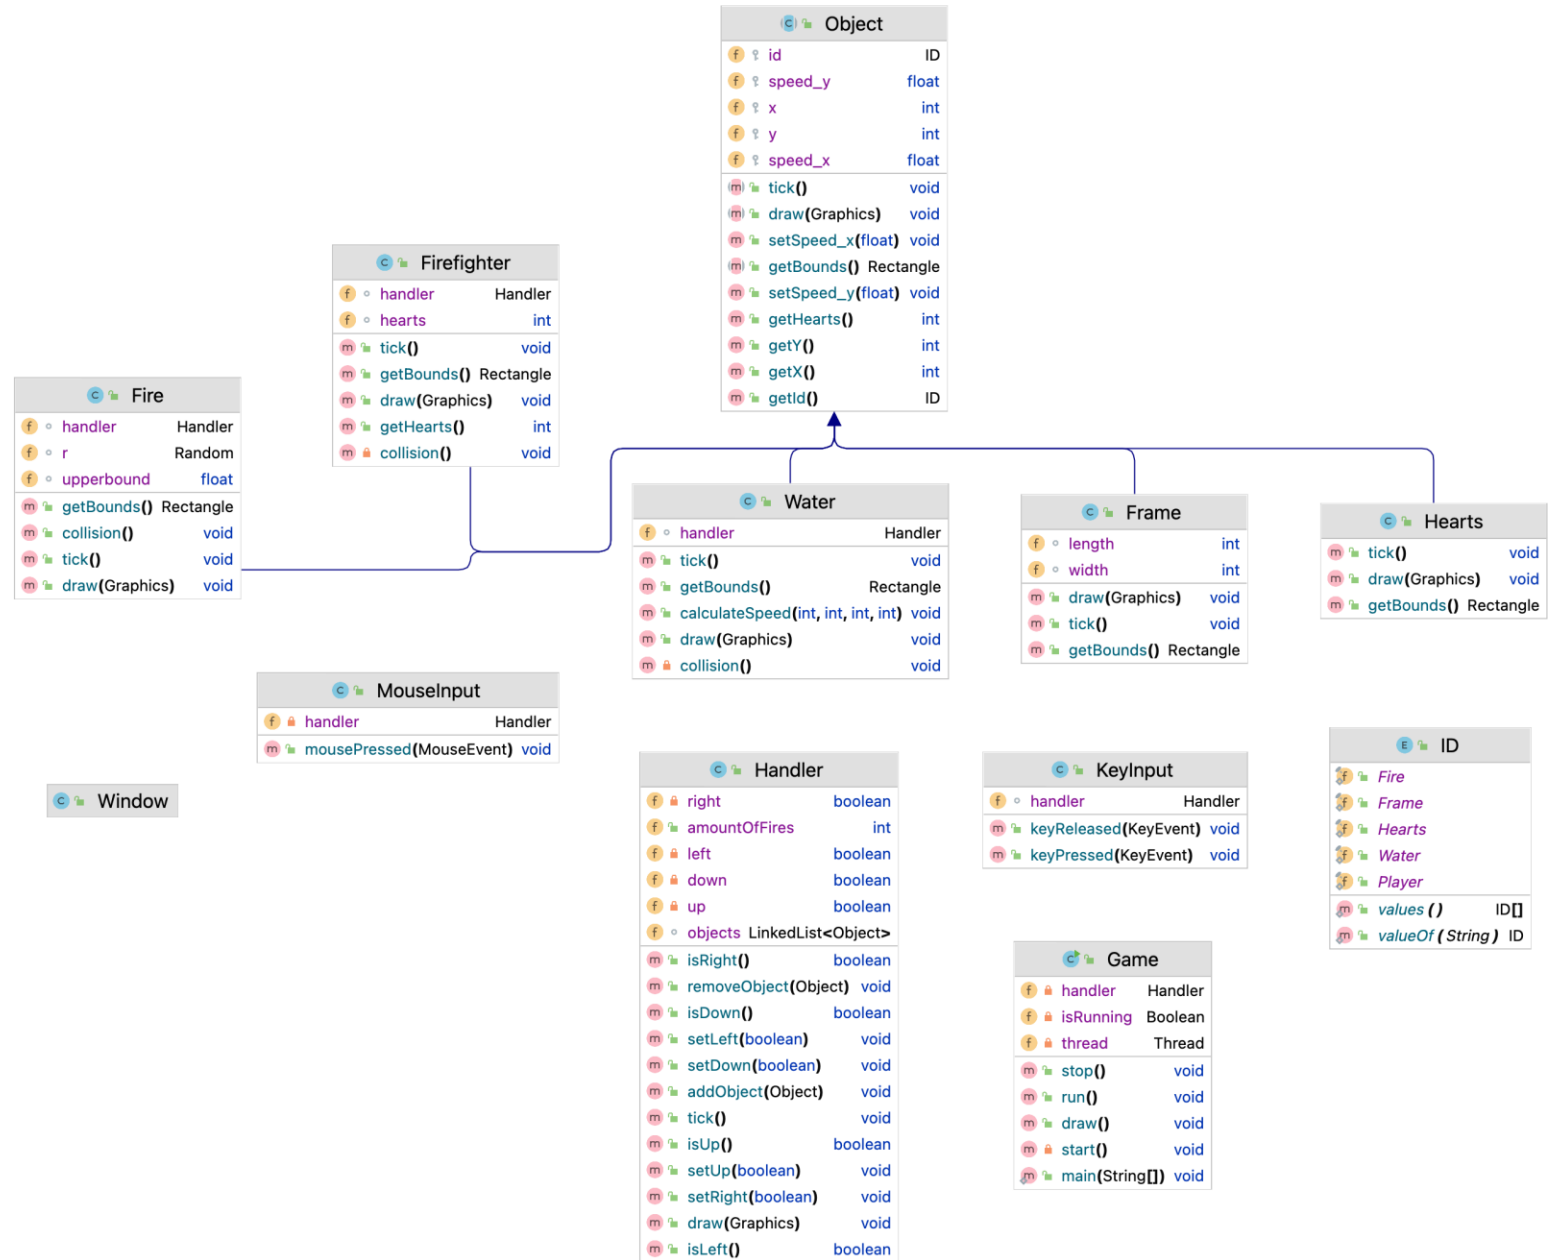 Object
id ID
speed_y float
x int
y int
speed_x float
tick() void
draw(Graphics) void
setSpeed_x(float) void
getBounds() Rectangle
setSpeed_y(float) void
getHearts() int
getY() int
getX() int
getId() ID
Firefighter
handler Handler
hearts int
tick() void
getBounds() Rectangle
draw(Graphics) void
getHearts() int
collision() void
Fire
handler Handler
r Random
upperbound float
getBounds() Rectangle
collision() void
tick() void
draw(Graphics) void
Water
handler Handler
tick() void
getBounds() Rectangle
calculateSpeed(int, int, int, int) void
draw(Graphics) void
collision() void
Frame
length int
width int
draw(Graphics) void
tick() void
getBounds() Rectangle
Hearts
tick() void
draw(Graphics) void
getBounds() Rectangle
MouseInput
handler Handler
mousePressed(MouseEvent) void
Window
Handler
right boolean
amountOfFires int
left boolean
down boolean
up boolean
objects LinkedList<Object>
isRight() boolean
removeObject(Object) void
isDown() boolean
setLeft(boolean) void
setDown(boolean) void
addObject(Object) void
tick() void
isUp() boolean
setUp(boolean) void
setRight(boolean) void
draw(Graphics) void
isLeft() boolean
KeyInput
handler Handler
keyReleased(KeyEvent) void
keyPressed(KeyEvent) void
ID
Fire
Frame
Hearts
Water
Player
values () ID[]
valueOf (String) ID
Game
handler Handler
isRunning Boolean
thread Thread
stop() void
run() void
draw() void
start() void
main(String[]) void